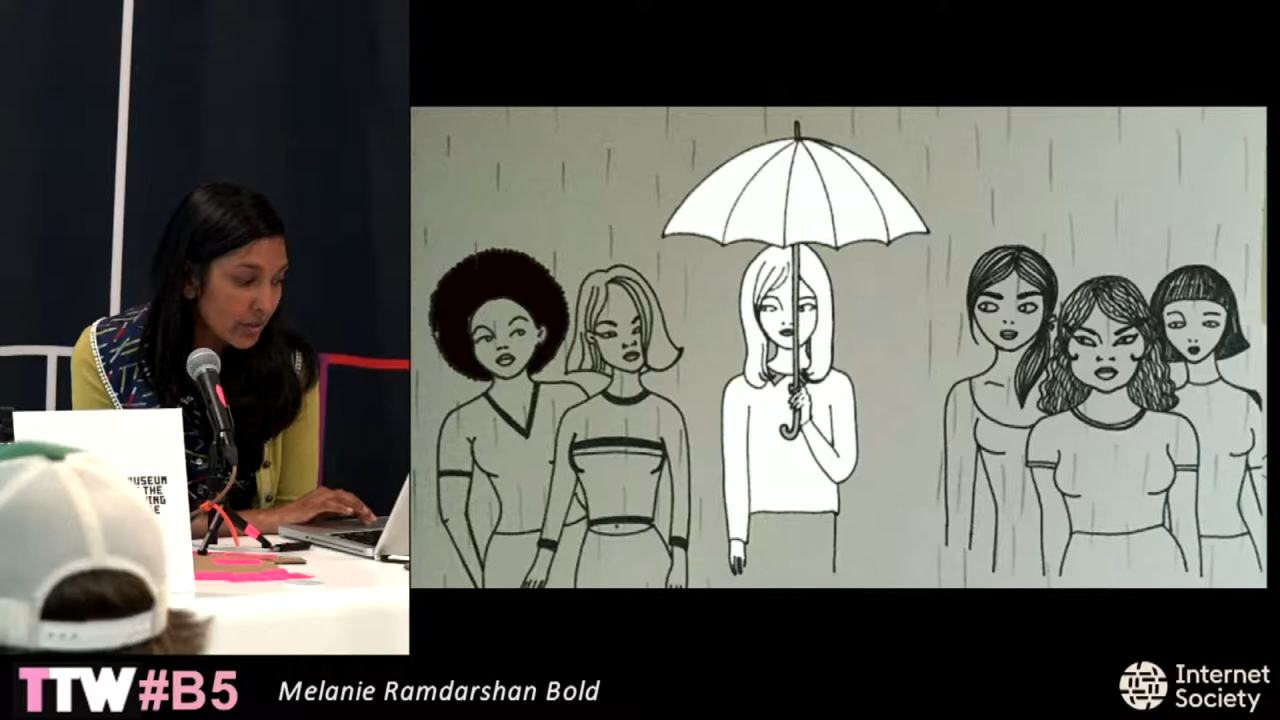 MUSEUM
THE
TTW#B5
Melanie Ramdarshan Bold
Internet
Society